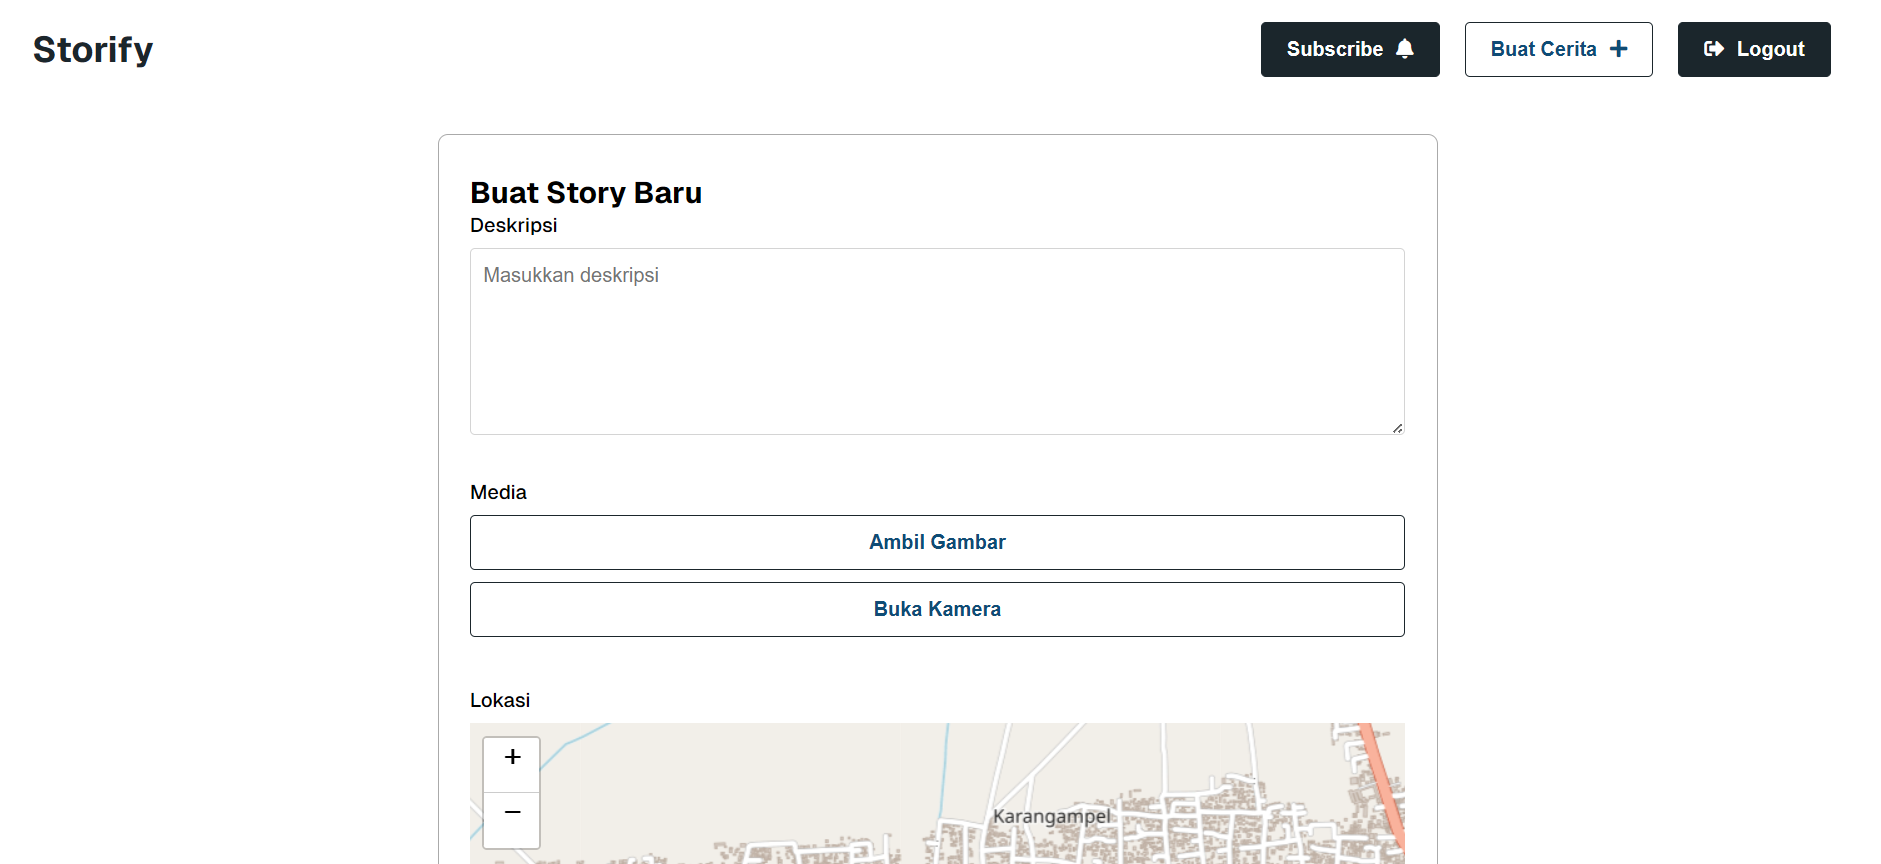 Storify
Subscribe
Buat Cerita
Logout
Buat Story Baru
Deskripsi
Masukkan deskripsi
Media
Ambil Gambar
Buka Kamera
Lokasi
+
−
Karangampel